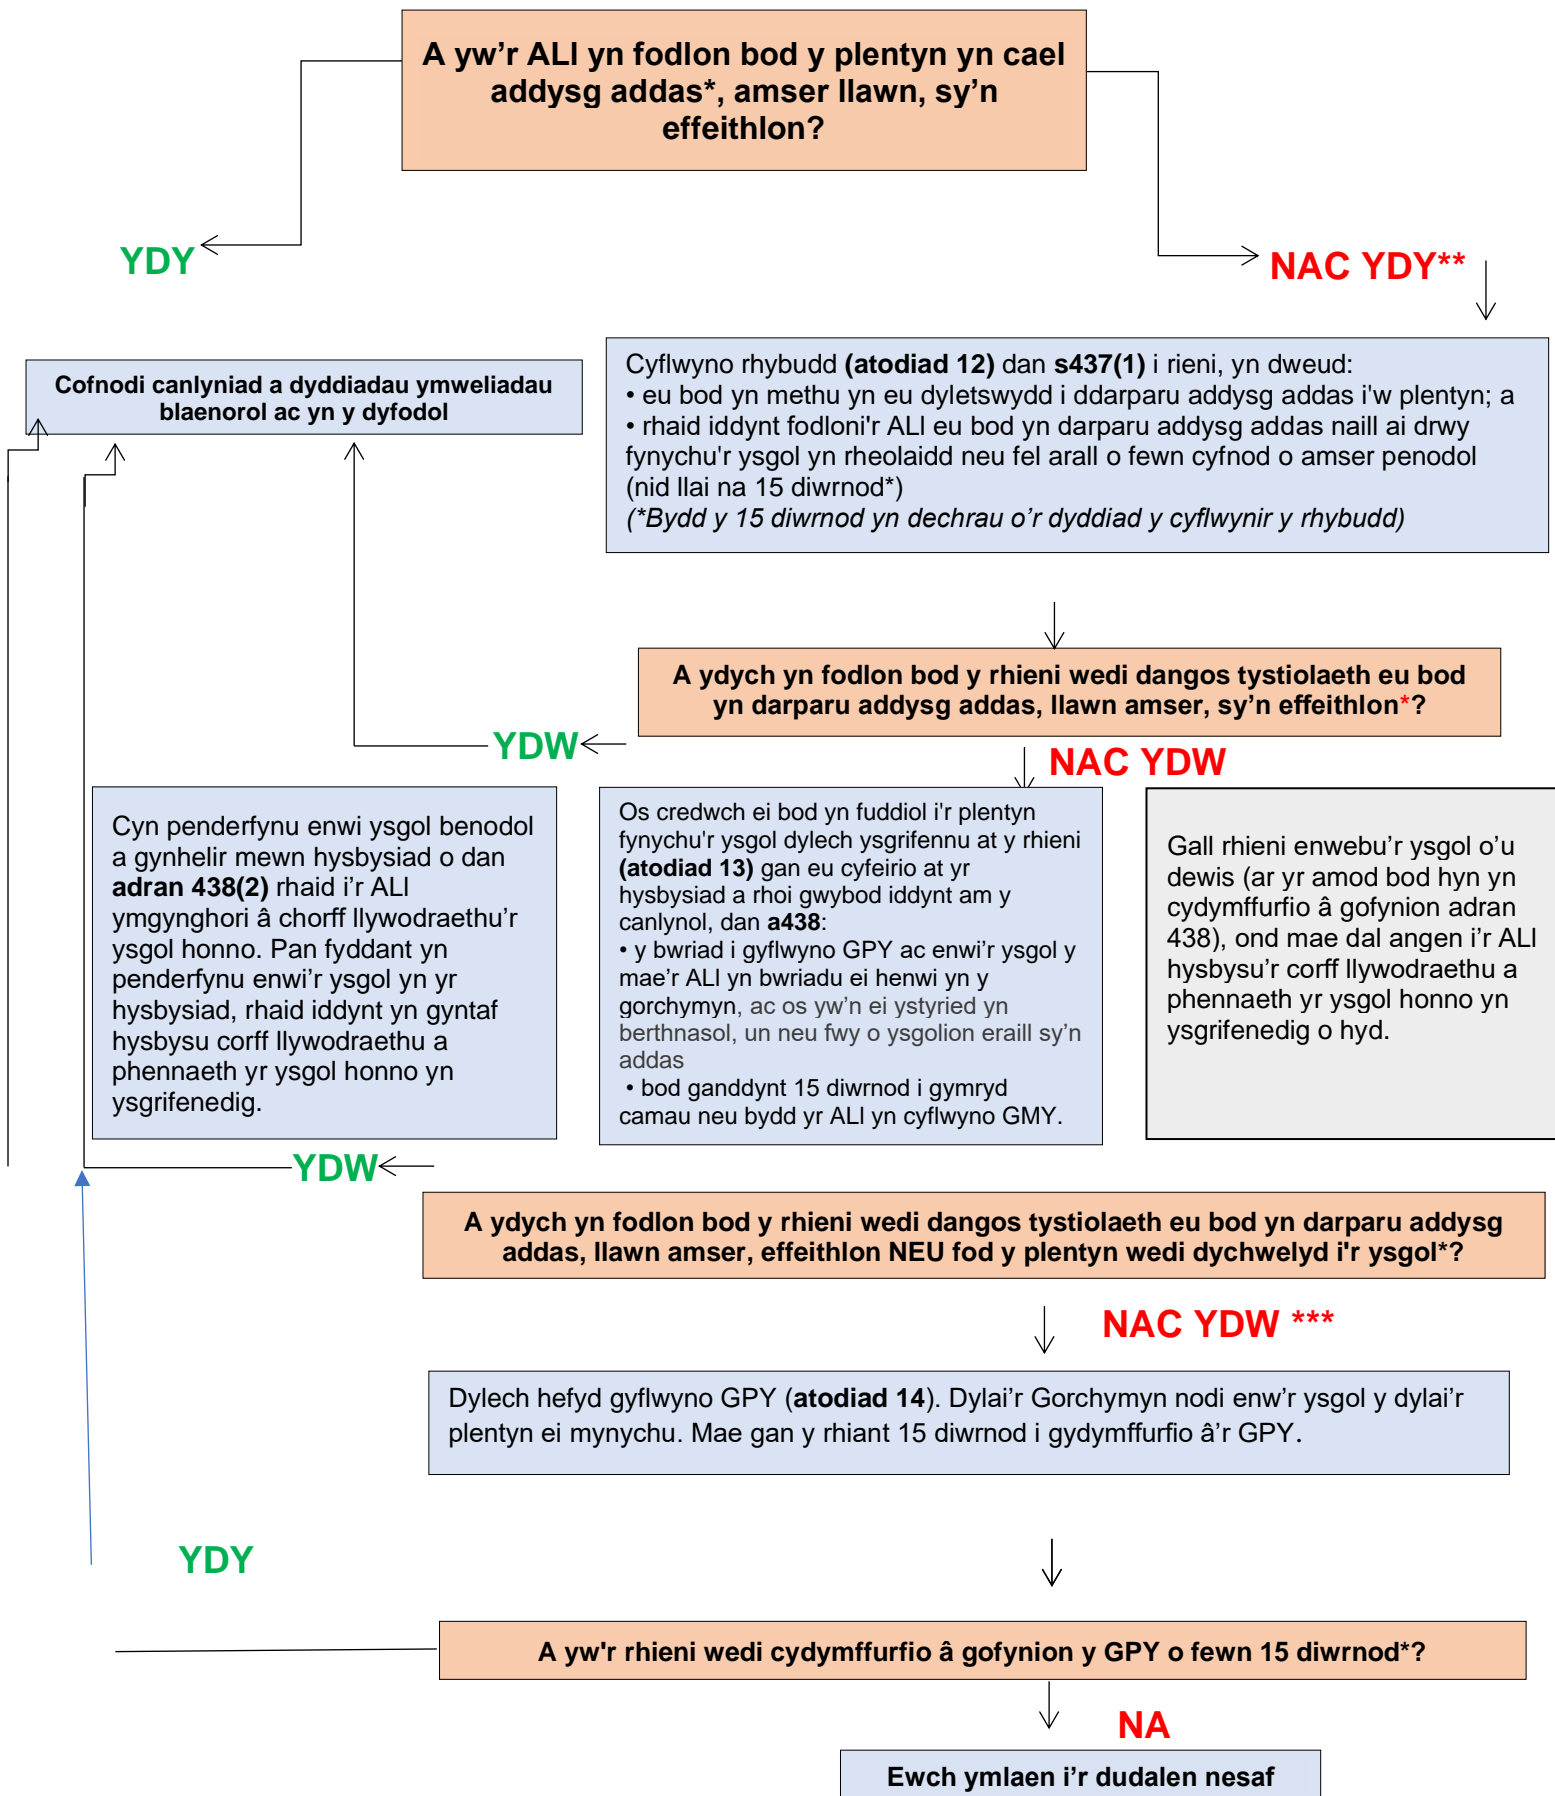 A yw’r ALl yn fodlon bod y plentyn yn cael
addysg addas*, amser llawn, sy’n
effeithlon?
YDY
NAC YDY**
Cofnodi canlyniad a dyddiadau ymweliadau
blaenorol ac yn y dyfodol
Cyflwyno rhybudd (atodiad 12) dan s437(1) i rieni, yn dweud:
• eu bod yn methu yn eu dyletswydd i ddarparu addysg addas i'w plentyn; a
• rhaid iddynt fodloni'r ALl eu bod yn darparu addysg addas naill ai drwy
fynychu'r ysgol yn rheolaidd neu fel arall o fewn cyfnod o amser penodol
(nid llai na 15 diwrnod*)
(*Bydd y 15 diwrnod yn dechrau o’r dyddiad y cyflwynir y rhybudd)
A ydych yn fodlon bod y rhieni wedi dangos tystiolaeth eu bod
yn darparu addysg addas, llawn amser, sy’n effeithlon*?
YDW
NAC YDW
Cyn penderfynu enwi ysgol benodol
a gynhelir mewn hysbysiad o dan
adran 438(2) rhaid i’r ALl
ymgynghori â chorff llywodraethu’r
ysgol honno. Pan fyddant yn
penderfynu enwi’r ysgol yn yr
hysbysiad, rhaid iddynt yn gyntaf
hysbysu corff llywodraethu a
phennaeth yr ysgol honno yn
ysgrifenedig.
Os credwch ei bod yn fuddiol i'r plentyn
fynychu'r ysgol dylech ysgrifennu at y rhieni
(atodiad 13) gan eu cyfeirio at yr
hysbysiad a rhoi gwybod iddynt am y
canlynol, dan a438:
• y bwriad i gyflwyno GPY ac enwi’r ysgol y
mae’r ALl yn bwriadu ei henwi yn y
gorchymyn, ac os yw’n ei ystyried yn
berthnasol, un neu fwy o ysgolion eraill sy’n
addas
• bod ganddynt 15 diwrnod i gymryd
camau neu bydd yr ALl yn cyflwyno GMY.
Gall rhieni enwebu’r ysgol o’u
dewis (ar yr amod bod hyn yn
cydymffurfio â gofynion adran
438), ond mae dal angen i’r ALl
hysbysu’r corff llywodraethu a
phennaeth yr ysgol honno yn
ysgrifenedig o hyd.
YDW
A ydych yn fodlon bod y rhieni wedi dangos tystiolaeth eu bod yn darparu addysg
addas, llawn amser, effeithlon NEU fod y plentyn wedi dychwelyd i'r ysgol*?
NAC YDW ***
Dylech hefyd gyflwyno GPY (atodiad 14). Dylai’r Gorchymyn nodi enw’r ysgol y dylai’r
plentyn ei mynychu. Mae gan y rhiant 15 diwrnod i gydymffurfio â’r GPY.
YDY
A yw'r rhieni wedi cydymffurfio â gofynion y GPY o fewn 15 diwrnod*?
NA
Ewch ymlaen i’r dudalen nesaf